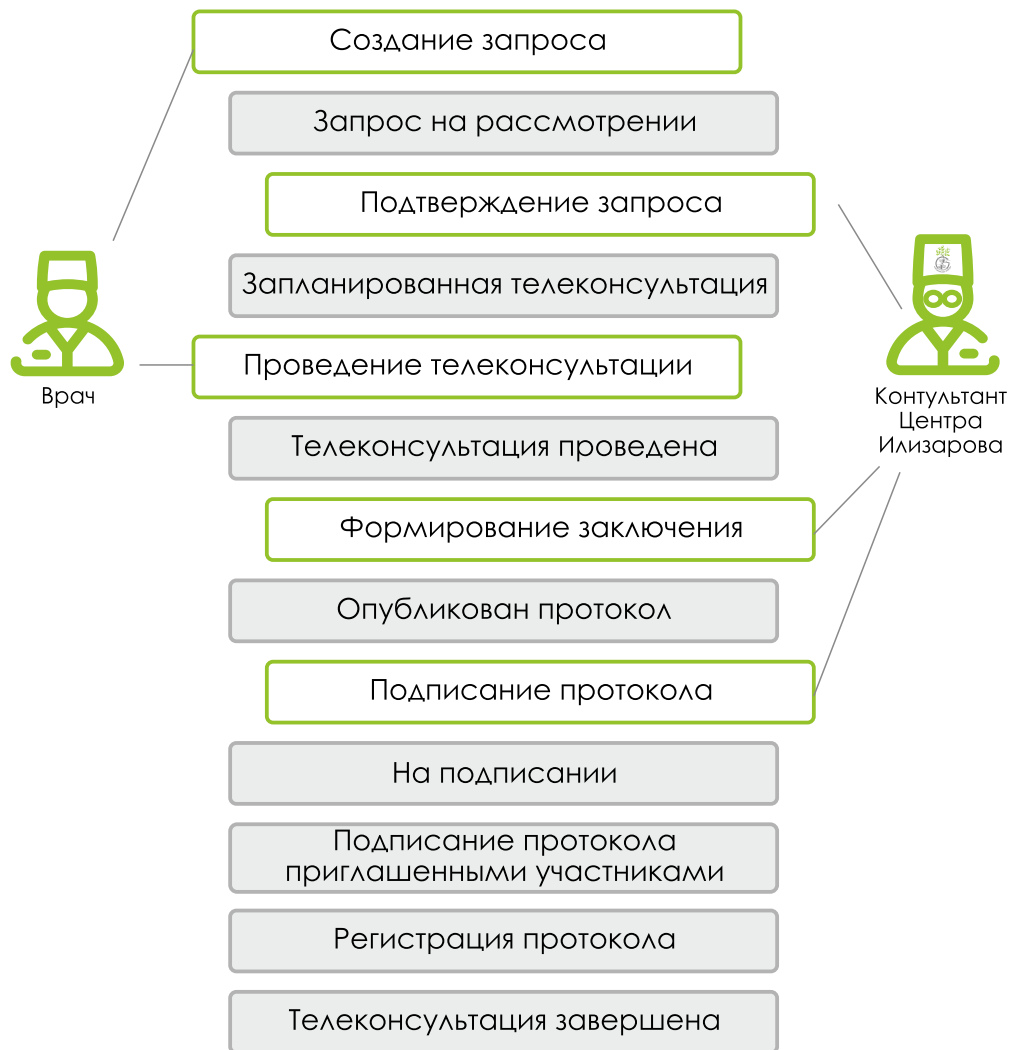 Создание запроса
Запрос на рассмотрении
Подтверждение запроса
Запланированная телеконсультация
Проведение телеконсультации
Врач
Контультант
Центра
Илизарова
Телеконсультация проведена
Формирование заключения
Опубликован протокол
Подписание протокола
На подписании
Подписание протокола
приглашенными участниками
Регистрация протокола
Телеконсультация завершена